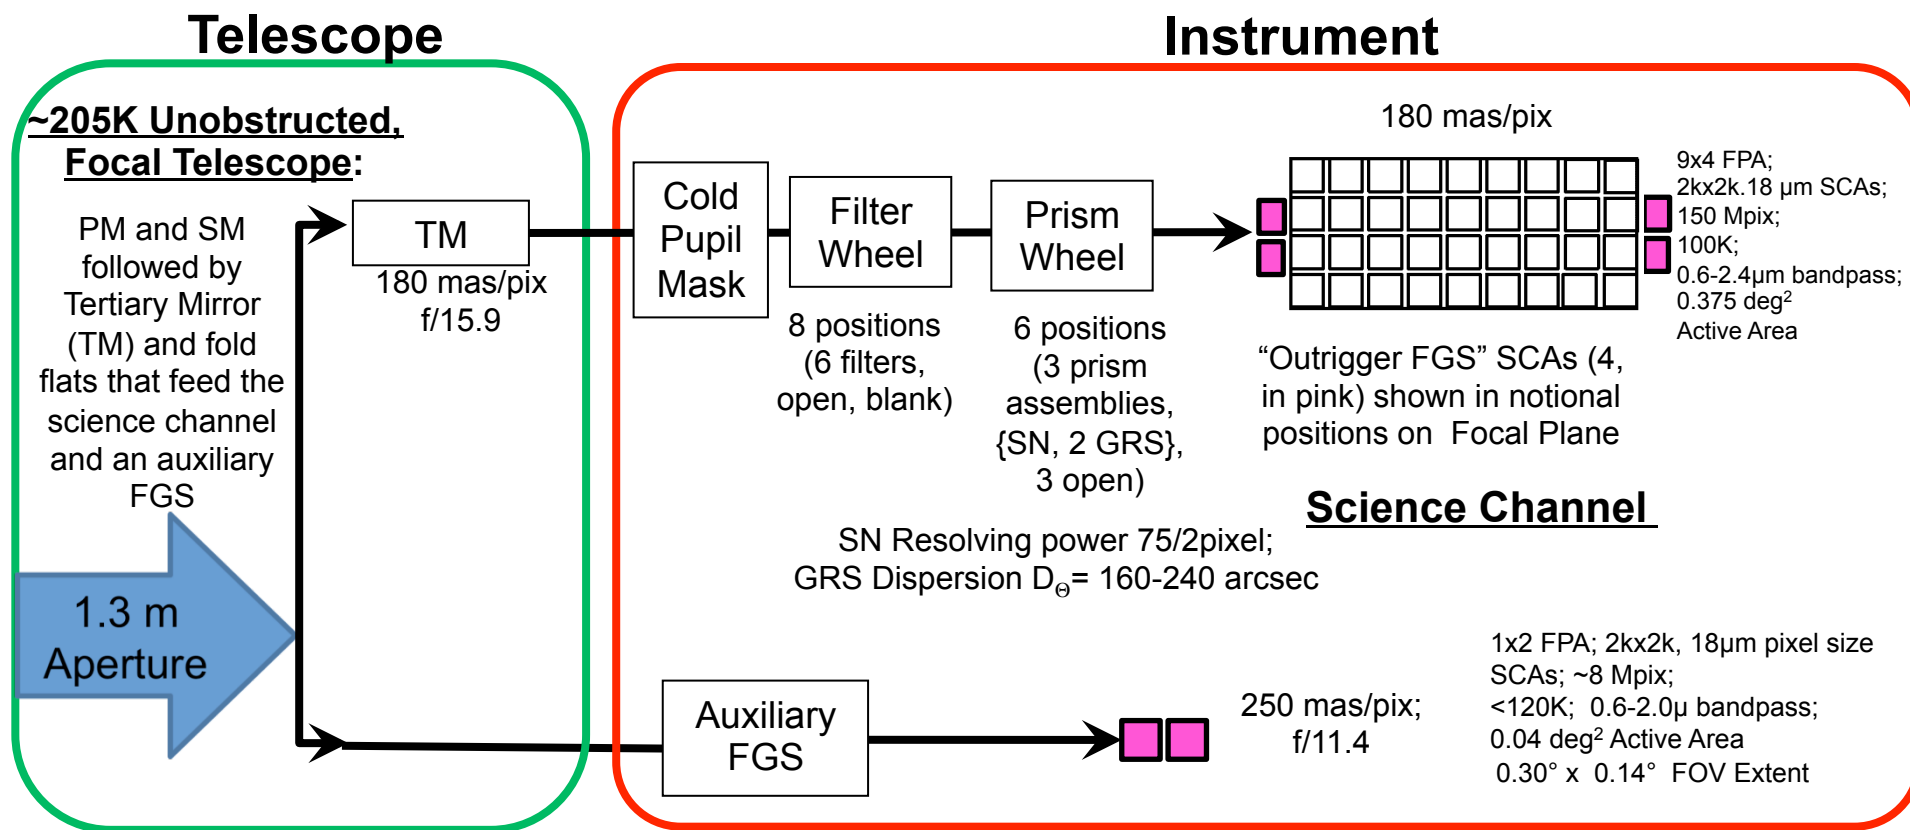 Telescope
Instrument
~205K Unobstructed,
Focal Telescope:
PM and SM
followed by
Tertiary Mirror
(TM) and fold
flats that feed the
science channel
and an auxiliary
FGS
1.3 m
Aperture
TM
180 mas/pix
f/15.9
Cold
Pupil
Mask
Filter
Wheel
8 positions
(6 filters,
open, blank)
Prism
Wheel
6 positions
(3 prism
assemblies,
{SN, 2 GRS},
3 open)
180 mas/pix
9x4 FPA;
2kx2k.18 µm SCAs;
150 Mpix;
100K;
0.6-2.4µm bandpass;
0.375 deg²
Active Area
“Outrigger FGS” SCAs (4,
in pink) shown in notional
positions on Focal Plane
Science Channel
SN Resolving power 75/2pixel;
GRS Dispersion DΘ= 160-240 arcsec
Auxiliary
FGS
250 mas/pix;
f/11.4
1x2 FPA; 2kx2k, 18µm pixel size
SCAs; ~8 Mpix;
<120K; 0.6-2.0µ bandpass;
0.04 deg² Active Area
0.30° x 0.14° FOV Extent